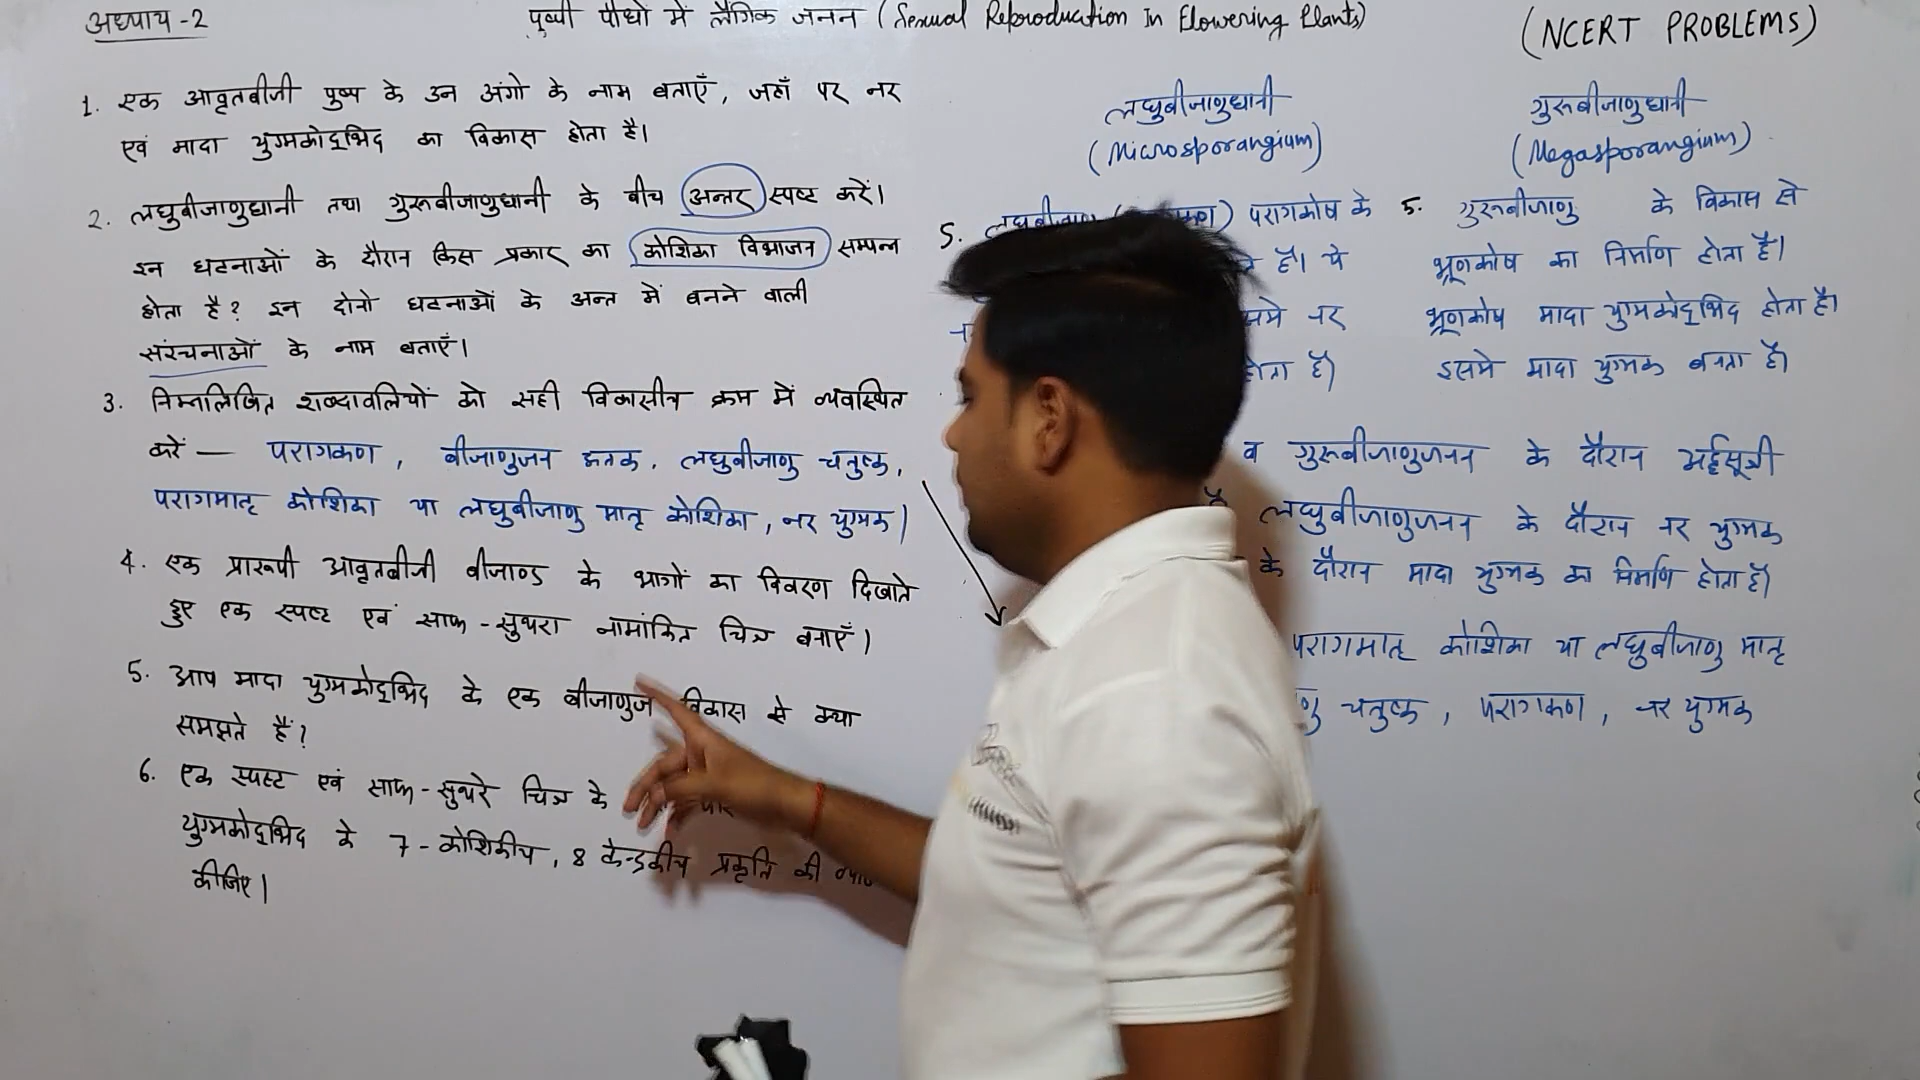 अध्याय -2
पुष्पी पौधों में लैंगिक जनन (Sexual Reproduction In Flowering Plants)
(NCERT PROBLEMS)
1. एक आवृतबीजी पुष्प के उन अंगो के नाम बताएँ, जहाँ पर नर
एवं मादा युग्मकोद्भिद का विकास होता है।
2. लघुबीजाणुधानी तथा गुरूबीजाणुधानी के बीच अन्तर स्पष्ट करें।
इन घटनाओं के दौरान किस प्रकार का कोशिका विभाजन सम्पन्न
होता है? इन दोनो घटनाओं के अन्त में बनने वाली
संरचनाओं के नाम बताएँ।
3. निम्नलिखित शब्दावलियों को सही विकासीय क्रम में व्यवस्थित
करें — परागकण, बीजाणुजन ऊतक, लघुबीजाणु चतुष्क,
परागमातृ कोशिका या लघुबीजाणु मातृ कोशिका, नर युग्मक।
4. एक प्रारूपी आवृतबीजी बीजाण्ड के भागों का विवरण दिखाते
हुए एक स्पष्ट एवं साफ-सुथरा नामांकित चित्र बनाएँ।
5. आप मादा युग्मकोद्भिद के एक बीजाणुज विकास से क्या
समझते हैं?
6. एक स्पष्ट एवं साफ-सुथरे चित्र के
युग्मकोद्भिद के 7-कोशिकीय, 8 केन्द्रकीय प्रकृति की
कीजिए।
लघुबीजाणुधानी
(Microsporangium)
5. परागकोष के
है। ये
नर
होता है।
गुरूबीजाणुधानी
(Megasporangium)
5. गुरूबीजाणु के विकास से
भ्रूणकोष का निर्माण होता है।
भ्रूणकोष मादा युग्मकोद्भिद होता है।
इसमे मादा युग्मक बनता है।
व गुरूबीजाणुजनन के दौरान अर्द्धसूत्री
है लघुबीजाणुजनन के दौरान नर युग्मक
के दौरान मादा युग्मक का निर्माण होता है।
परागमातृ कोशिका या लघुबीजाणु मातृ
चतुष्क, परागकण, नर युग्मक